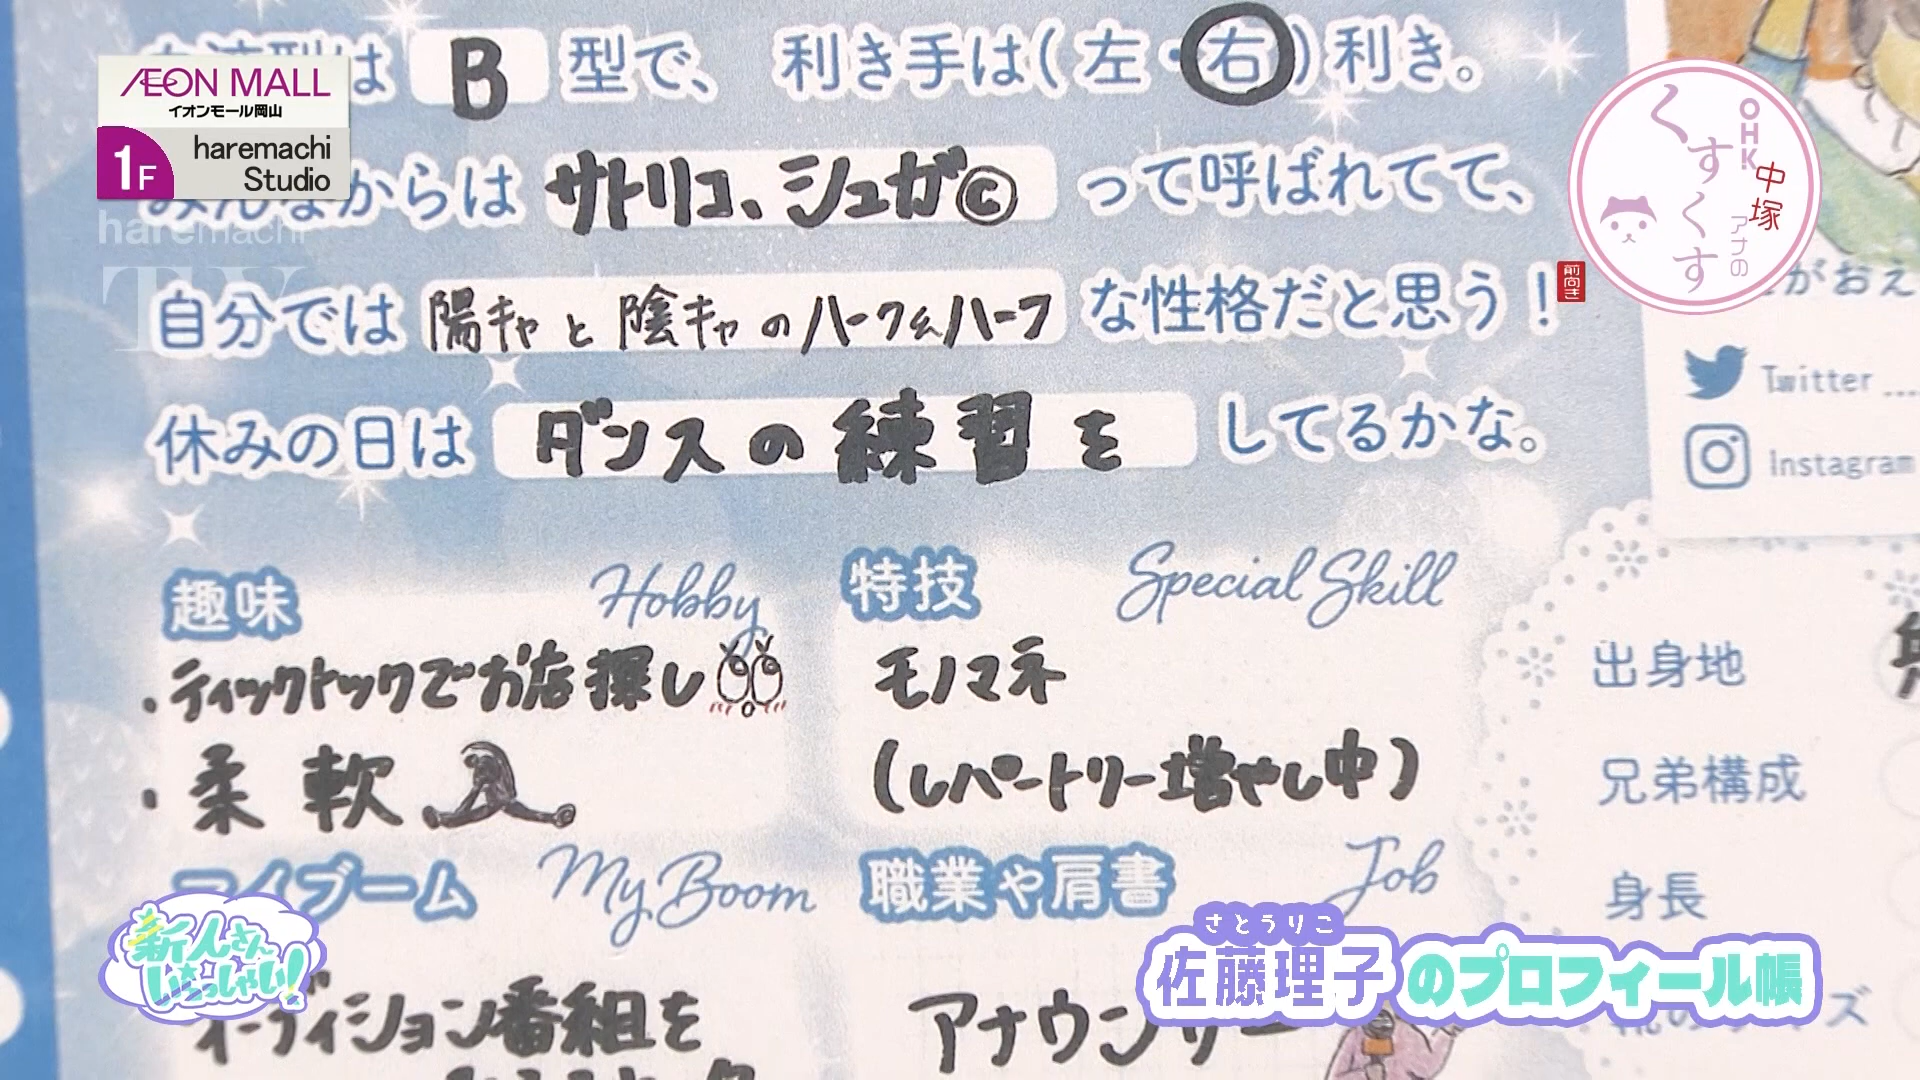 血液型は B 型で、 利き手は(左・右)利き。
ÆON MALL
イオンモール岡山
1F
haremachi
Studio
からは サトリコ、シュガ© って呼ばれてて、
haremachi
TV
自分では 陽キャと陰キャのハーフ&ハーフ な性格だと思う!
前向き
休みの日は ダンスの練習を してるかな。
OHK!
中塚
アナの
くすくす
がおえ
Twitter
Instagram
趣味 Hobby
・ティックトックでお店探し
・柔軟
特技 Special Skill
モノマネ
(レパートリー増やし中)
出身地
兄弟構成
身長
マイブーム My Boom
オーディション番組を
職業や肩書 Job
アナウンサー
新人さんいらっしゃい!
さとうりこ
佐藤理子のプロフィール帳